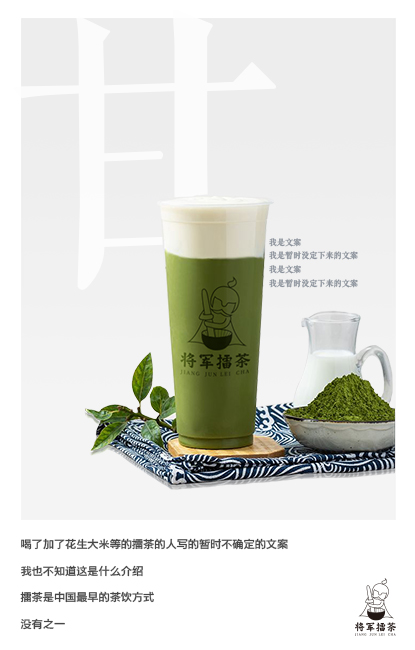 甘
我是文案
我是暂时没定下来的文案
我是文案
我是暂时没定下来的文案
将军擂茶
JIANG JUN LEI CHA
喝了加了花生大米等的擂茶的人写的暂时不确定的文案
我也不知道这是什么介绍
擂茶是中国最早的茶饮方式
没有之一
将军擂茶
JIANG JUN LEI CHA